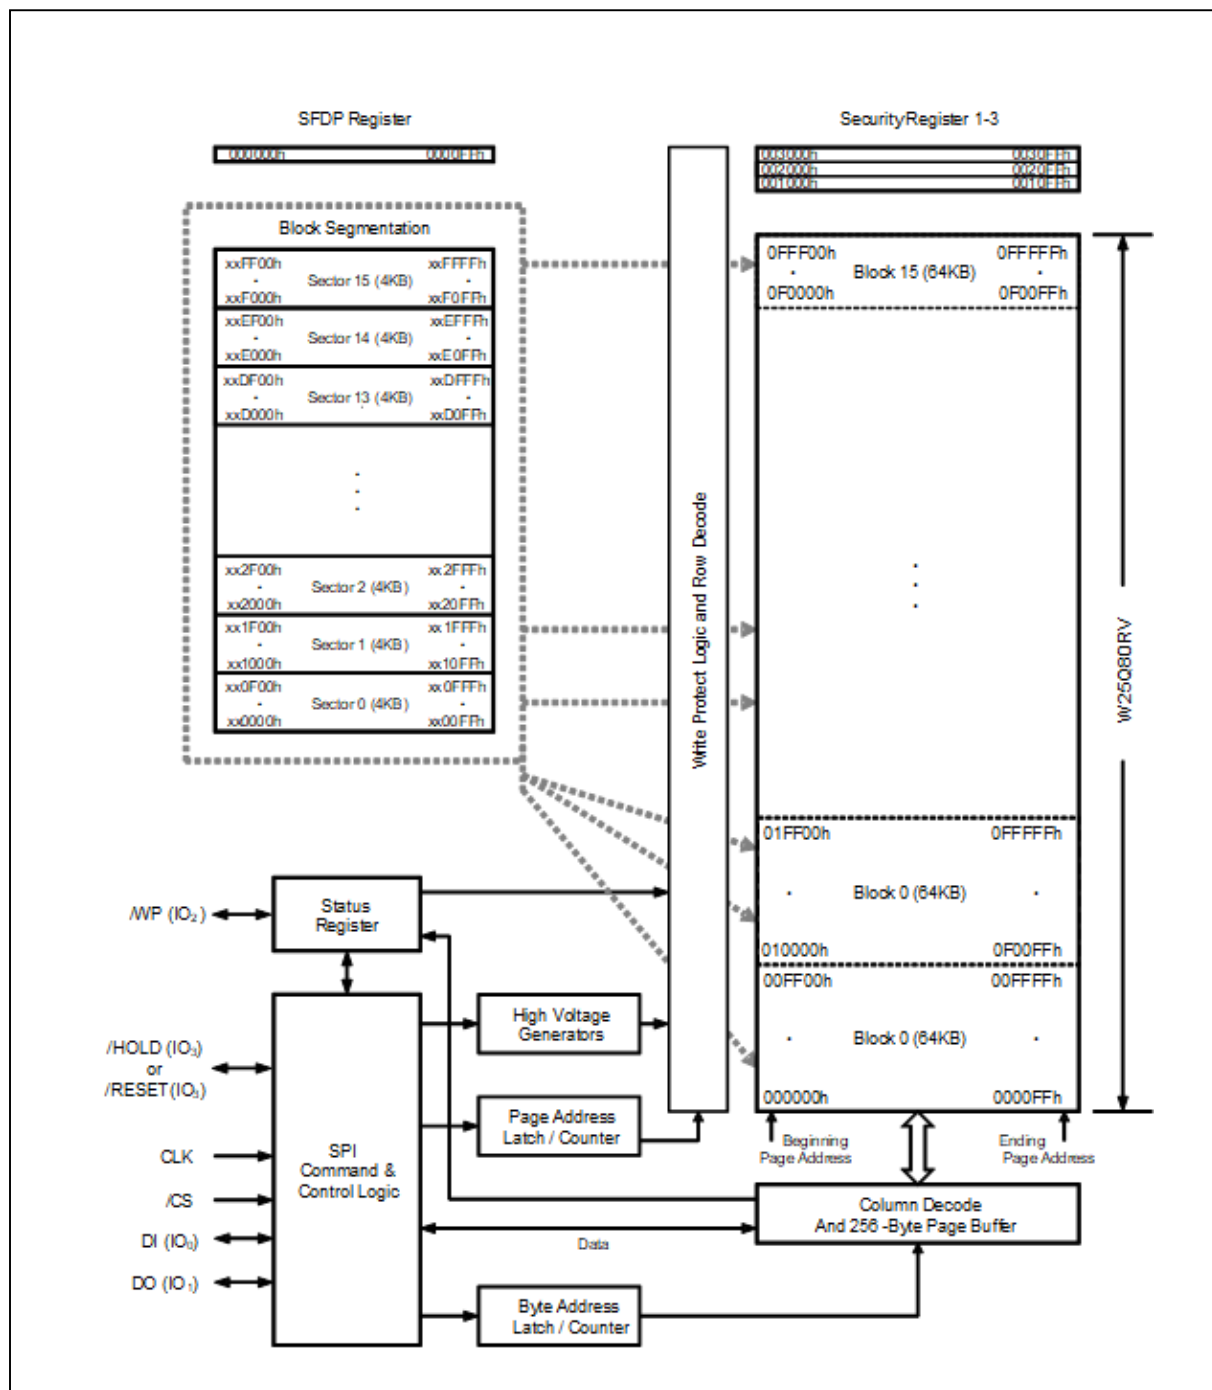 SFDP Register
000000h 0000FFh
Security Register 1-3
003000h 0030FFh
002000h 0020FFh
001000h 0010FFh
Block Segmentation
xxFF00h xxFFFFh
- Sector 15 (4KB) -
xxF000h xxF0FFh
xxEF00h xxEFFFh
- Sector 14 (4KB) -
xxE000h xxE0FFh
xxDF00h xxDFFFh
- Sector 13 (4KB) -
xxD000h xxD0FFh
xx2F00h xx2FFFh
- Sector 2 (4KB) -
xx2000h xx20FFh
xx1F00h xx1FFFh
- Sector 1 (4KB) -
xx1000h xx10FFh
xx0F00h xx0FFFh
- Sector 0 (4KB) -
xx0000h xx00FFh
Write Protect Logic and Row Decode
0FFF00h 0FFFFFh
Block 15 (64KB)
0F0000h 0F00FFh
01FF00h 0FFFFFh
Block 0 (64KB)
010000h 0F00FFh
00FF00h 00FFFFh
Block 0 (64KB)
000000h 0000FFh
W25Q80RV
Beginning
Page Address
Ending
Page Address
Column Decode
And 256 -Byte Page Buffer
/WP (IO2)
Status
Register
High Voltage
Generators
/HOLD (IO3)
or
/RESET(IO3)
Page Address
Latch / Counter
SPI
Command &
Control Logic
CLK
/CS
DI (IO0)
DO (IO1)
Data
Byte Address
Latch / Counter